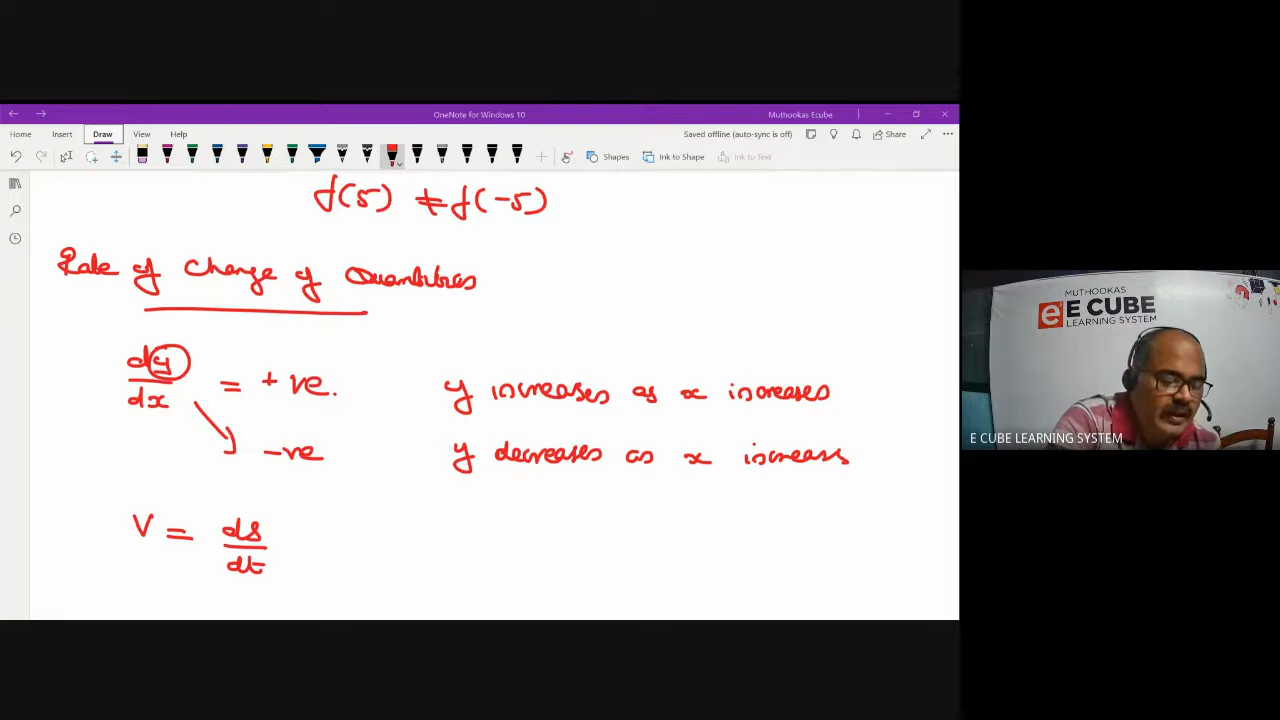 OneNote for Windows 10
Muthookas Ecube
Home Insert Draw View Help
Saved offline (auto-sync is off)
Share
Shapes
Ink to Shape
Ink to Text
f(5) ≠ f(-5)
Rate of Change of Quantities
dy/dx = +ve. y increases as x increases
-ve y decreases as x increases
V = ds/dt
MUTHOOKAS
e E CUBE
LEARNING SYSTEM
E CUBE LEARNING SYSTEM